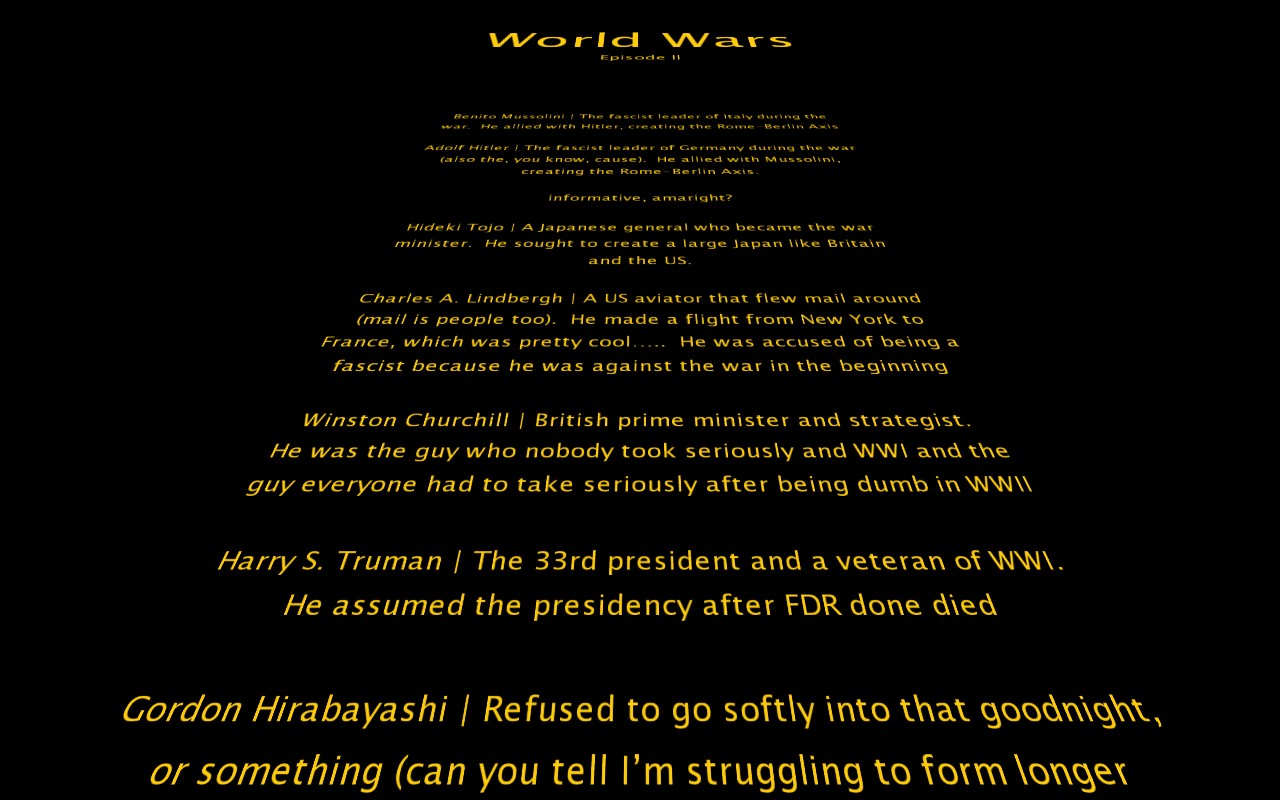 World Wars
Episode II
Benito Mussolini | The fascist leader of Italy during the
war.  He allied with Hitler, creating the Rome-Berlin Axis
Adolf Hitler | The fascist leader of Germany during the war
(also the, you know, cause).  He allied with Mussolini,
creating the Rome-Berlin Axis.
informative, amaright?
Hideki Tojo | A Japanese general who became the war
minister.  He sought to create a large Japan like Britain
and the US.
Charles A. Lindbergh | A US aviator that flew mail around
(mail is people too).  He made a flight from New York to
France, which was pretty cool.....  He was accused of being a
fascist because he was against the war in the beginning
Winston Churchill | British prime minister and strategist.
He was the guy who nobody took seriously and WWI and the
guy everyone had to take seriously after being dumb in WWII
Harry S. Truman | The 33rd president and a veteran of WWI.
He assumed the presidency after FDR done died
Gordon Hirabayashi | Refused to go softly into that goodnight,
or something (can you tell I'm struggling to form longer